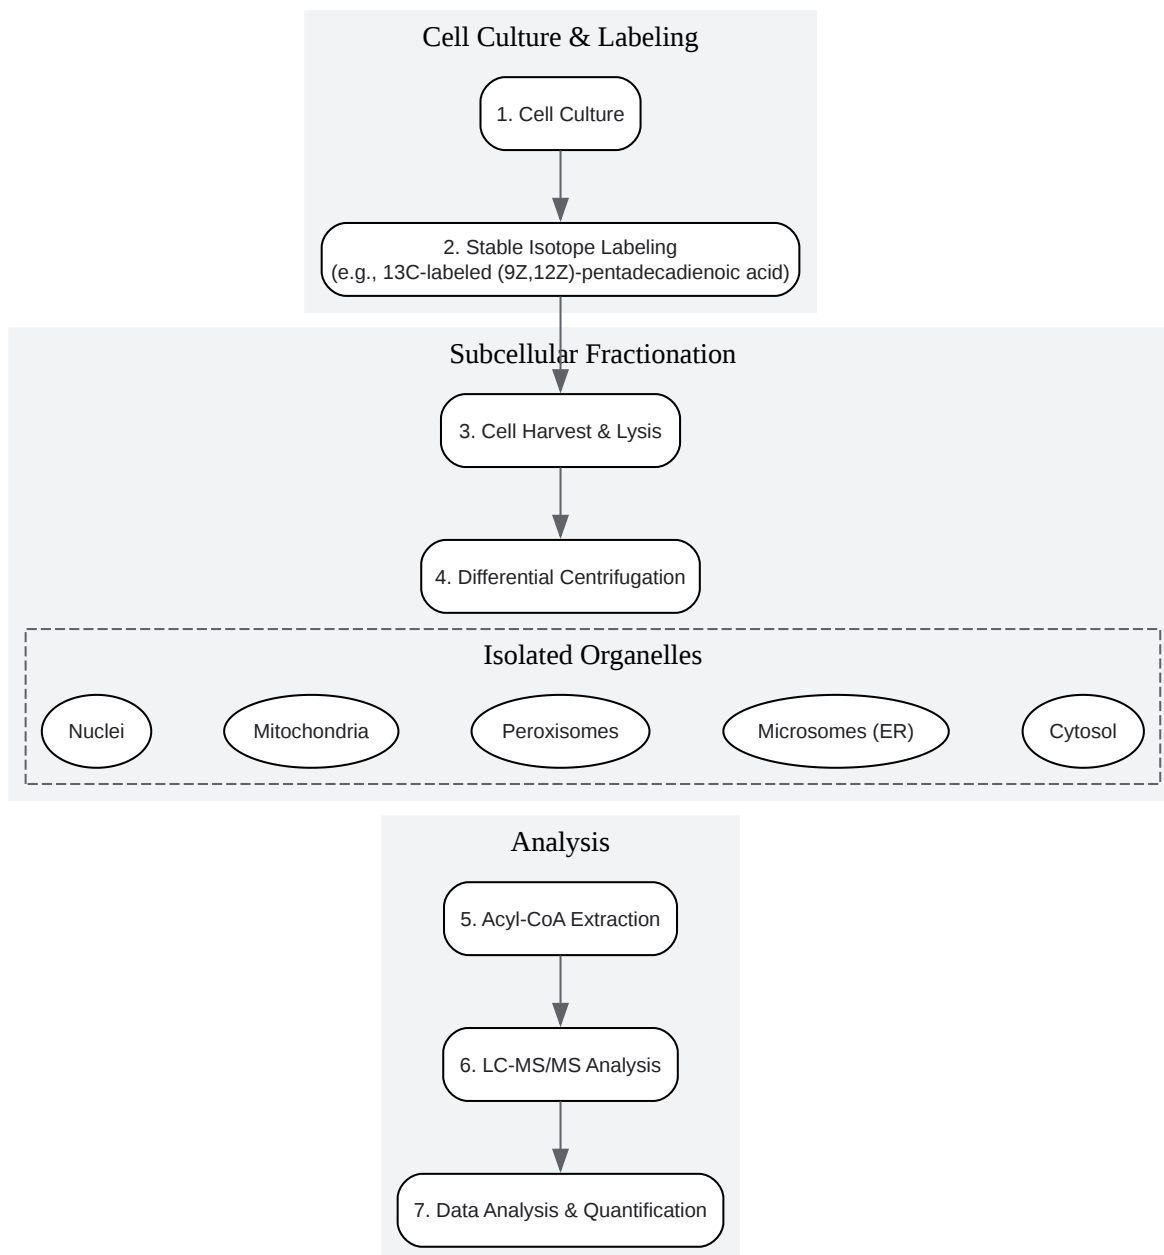 Cell Culture & Labeling
1. Cell Culture
2. Stable Isotope Labeling
(e.g., 13C-labeled (9Z,12Z)-pentadecadienoic acid)
Subcellular Fractionation
3. Cell Harvest & Lysis
4. Differential Centrifugation
Isolated Organelles
Nuclei
Mitochondria
Peroxisomes
Microsomes (ER)
Cytosol
Analysis
5. Acyl-CoA Extraction
6. LC-MS/MS Analysis
7. Data Analysis & Quantification